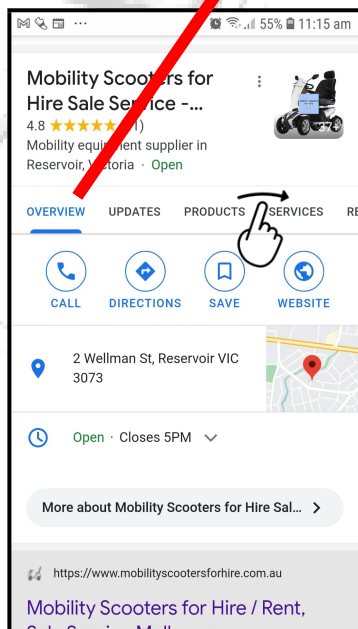 55% 11:15 am
Mobility Scooters for
Hire Sale Service -...
4.8
Mobility equipment supplier in
Reservoir, Victoria · Open
OVERVIEW UPDATES PRODUCTS SERVICES RE
CALL DIRECTIONS SAVE WEBSITE
2 Wellman St, Reservoir VIC
3073
Open · Closes 5PM
More about Mobility Scooters for Hire Sal...
https://www.mobilityscootersforhire.com.au
Mobility Scooters for Hire / Rent,